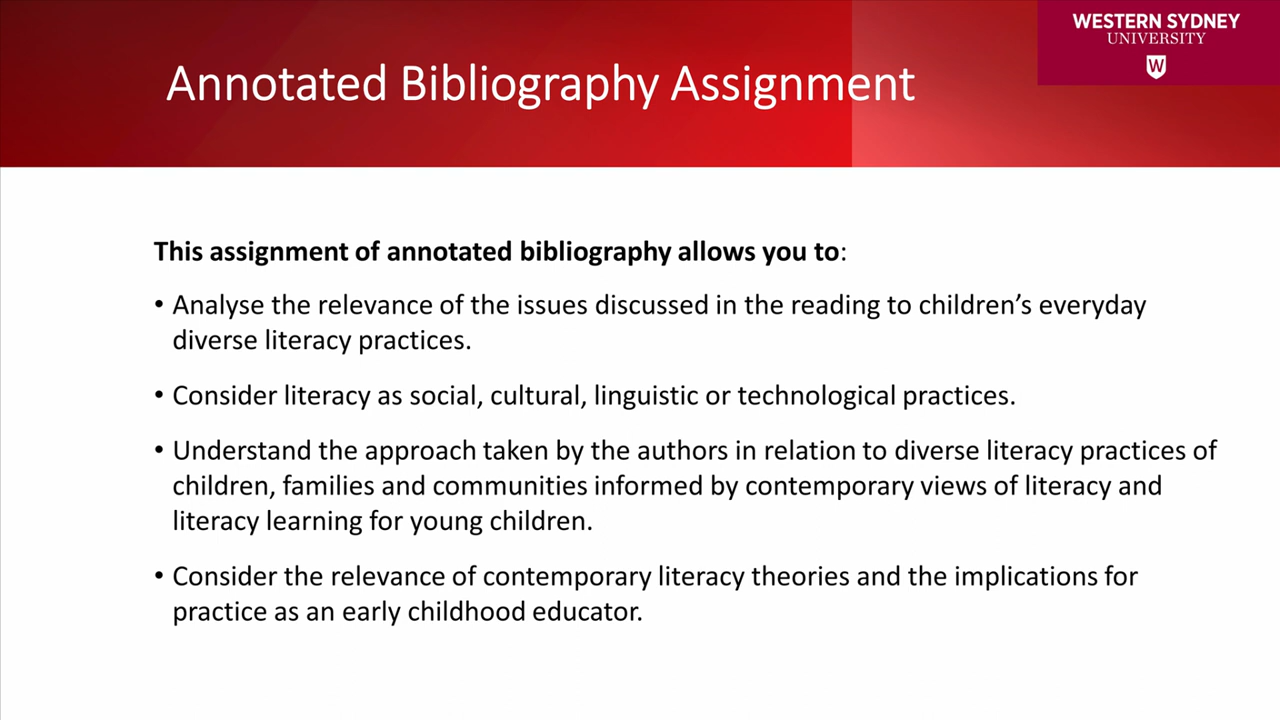 WESTERN SYDNEY
UNIVERSITY
W
Annotated Bibliography Assignment
This assignment of annotated bibliography allows you to:
• Analyse the relevance of the issues discussed in the reading to children’s everyday
diverse literacy practices.
• Consider literacy as social, cultural, linguistic or technological practices.
• Understand the approach taken by the authors in relation to diverse literacy practices of
children, families and communities informed by contemporary views of literacy and
literacy learning for young children.
• Consider the relevance of contemporary literacy theories and the implications for
practice as an early childhood educator.